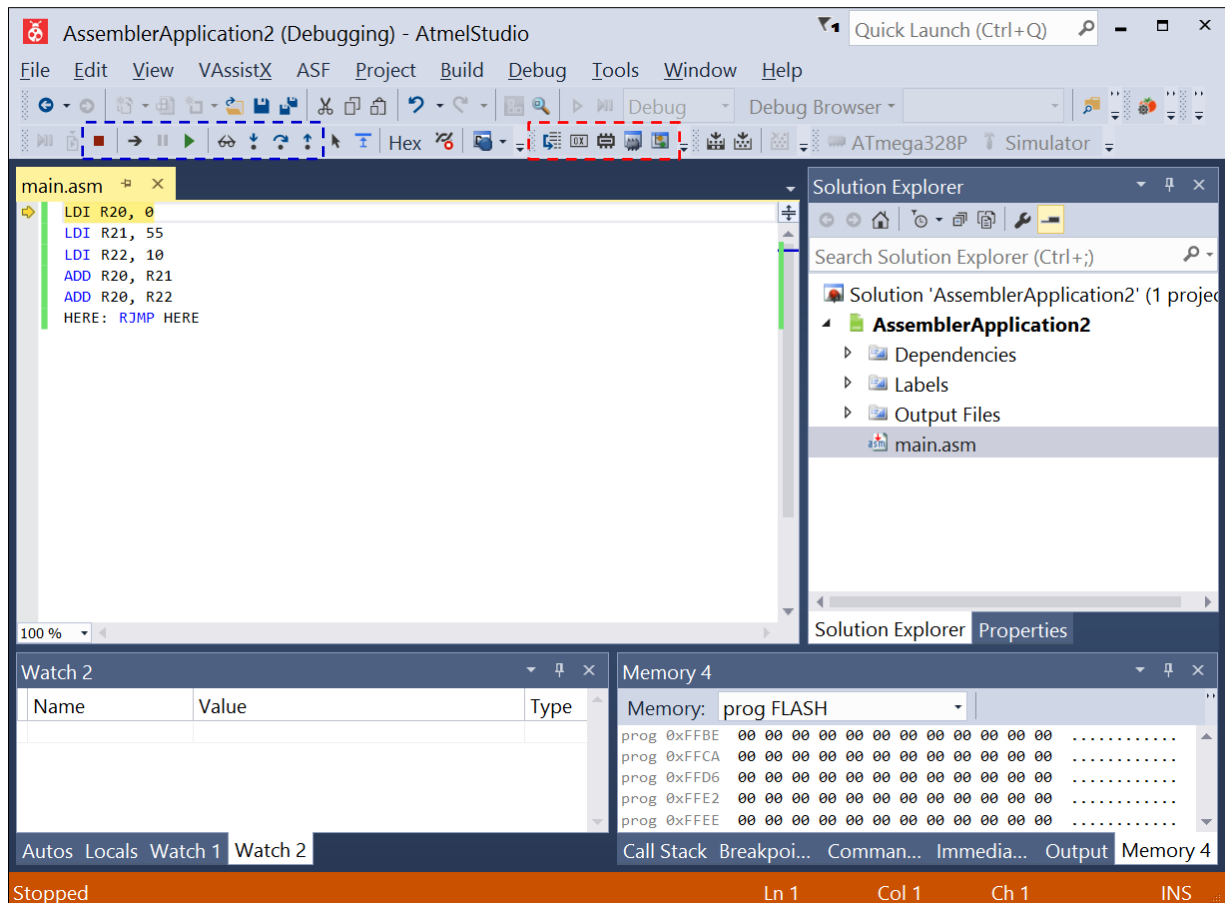 AssemblerApplication2 (Debugging) - AtmelStudio
1 Quick Launch (Ctrl+Q)
File Edit View VAssistX ASF Project Build Debug Tools Window Help
Debug Debug Browser
Hex ATmega328P Simulator
main.asm
LDI R20, 0
LDI R21, 55
LDI R22, 10
ADD R20, R21
ADD R20, R22
HERE: RJMP HERE
100 %
Solution Explorer
Search Solution Explorer (Ctrl+;)
Solution 'AssemblerApplication2' (1 projec
AssemblerApplication2
Dependencies
Labels
Output Files
main.asm
Solution Explorer Properties
Watch 2
Name Value Type
Autos Locals Watch 1 Watch 2
Memory 4
Memory: prog FLASH
prog 0xFFBE 00 00 00 00 00 00 00 00 00 00 00 00 ............
prog 0xFFCA 00 00 00 00 00 00 00 00 00 00 00 00 ............
prog 0xFFD6 00 00 00 00 00 00 00 00 00 00 00 00 ............
prog 0xFFE2 00 00 00 00 00 00 00 00 00 00 00 00 ............
prog 0xFFEE 00 00 00 00 00 00 00 00 00 00 00 00 ............
Call Stack Breakpoi... Comman... Immedia... Output Memory 4
Stopped Ln 1 Col 1 Ch 1 INS